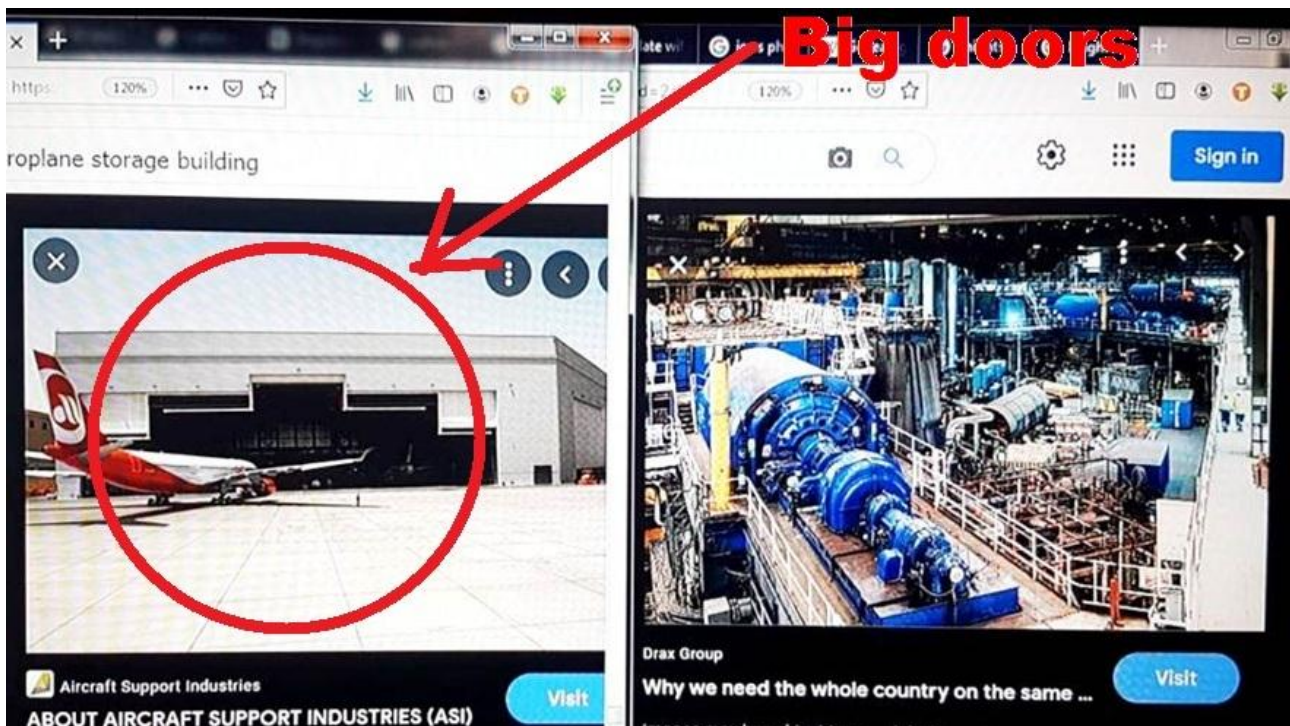 Big doors
https
120%
120%
roplane storage building
Sign in
Aircraft Support Industries
Visit
ABOUT AIRCRAFT SUPPORT INDUSTRIES (ASI)
Drax Group
Why we need the whole country on the same ...
Visit